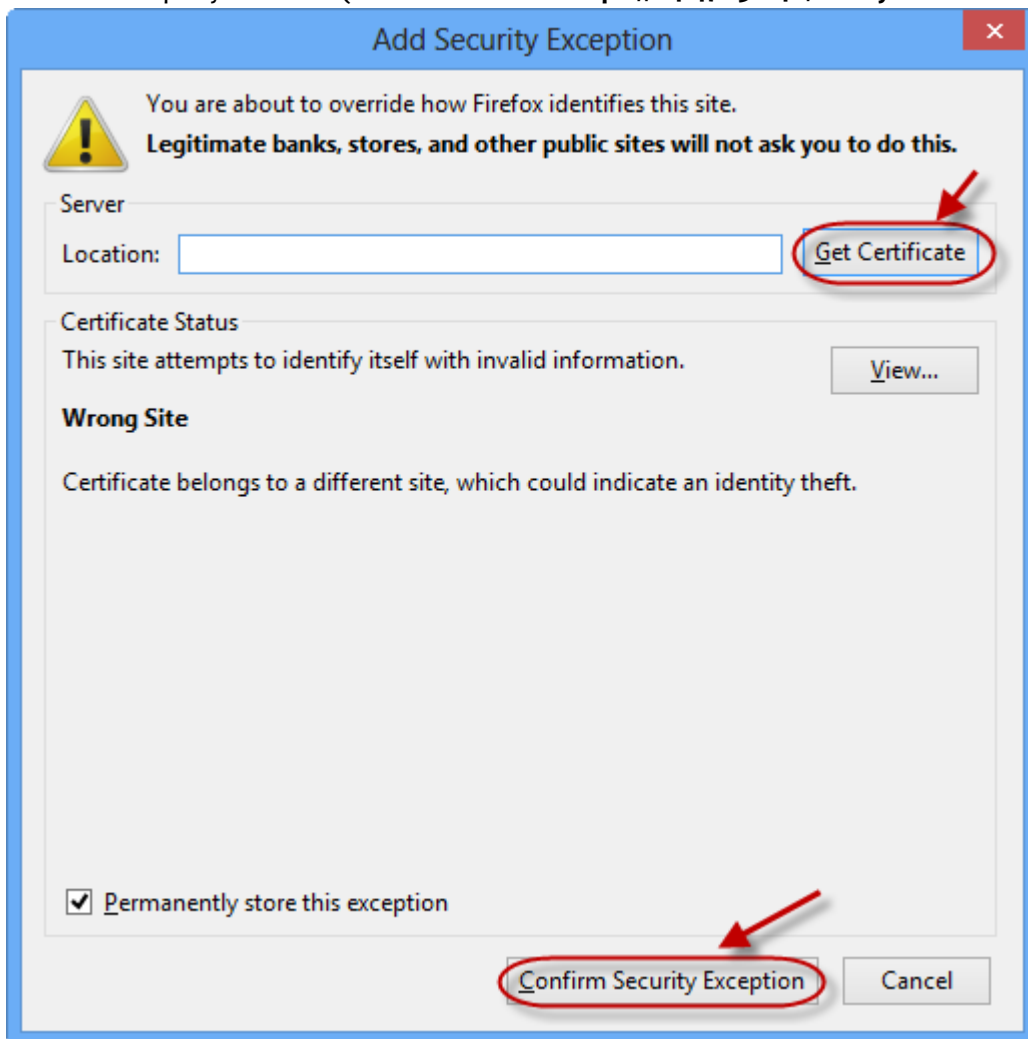 Add Security Exception
You are about to override how Firefox identifies this site.
Legitimate banks, stores, and other public sites will not ask you to do this.
Server
Location:
Get Certificate
Certificate Status
This site attempts to identify itself with invalid information.
View...
Wrong Site
Certificate belongs to a different site, which could indicate an identity theft.
Permanently store this exception
Confirm Security Exception
Cancel